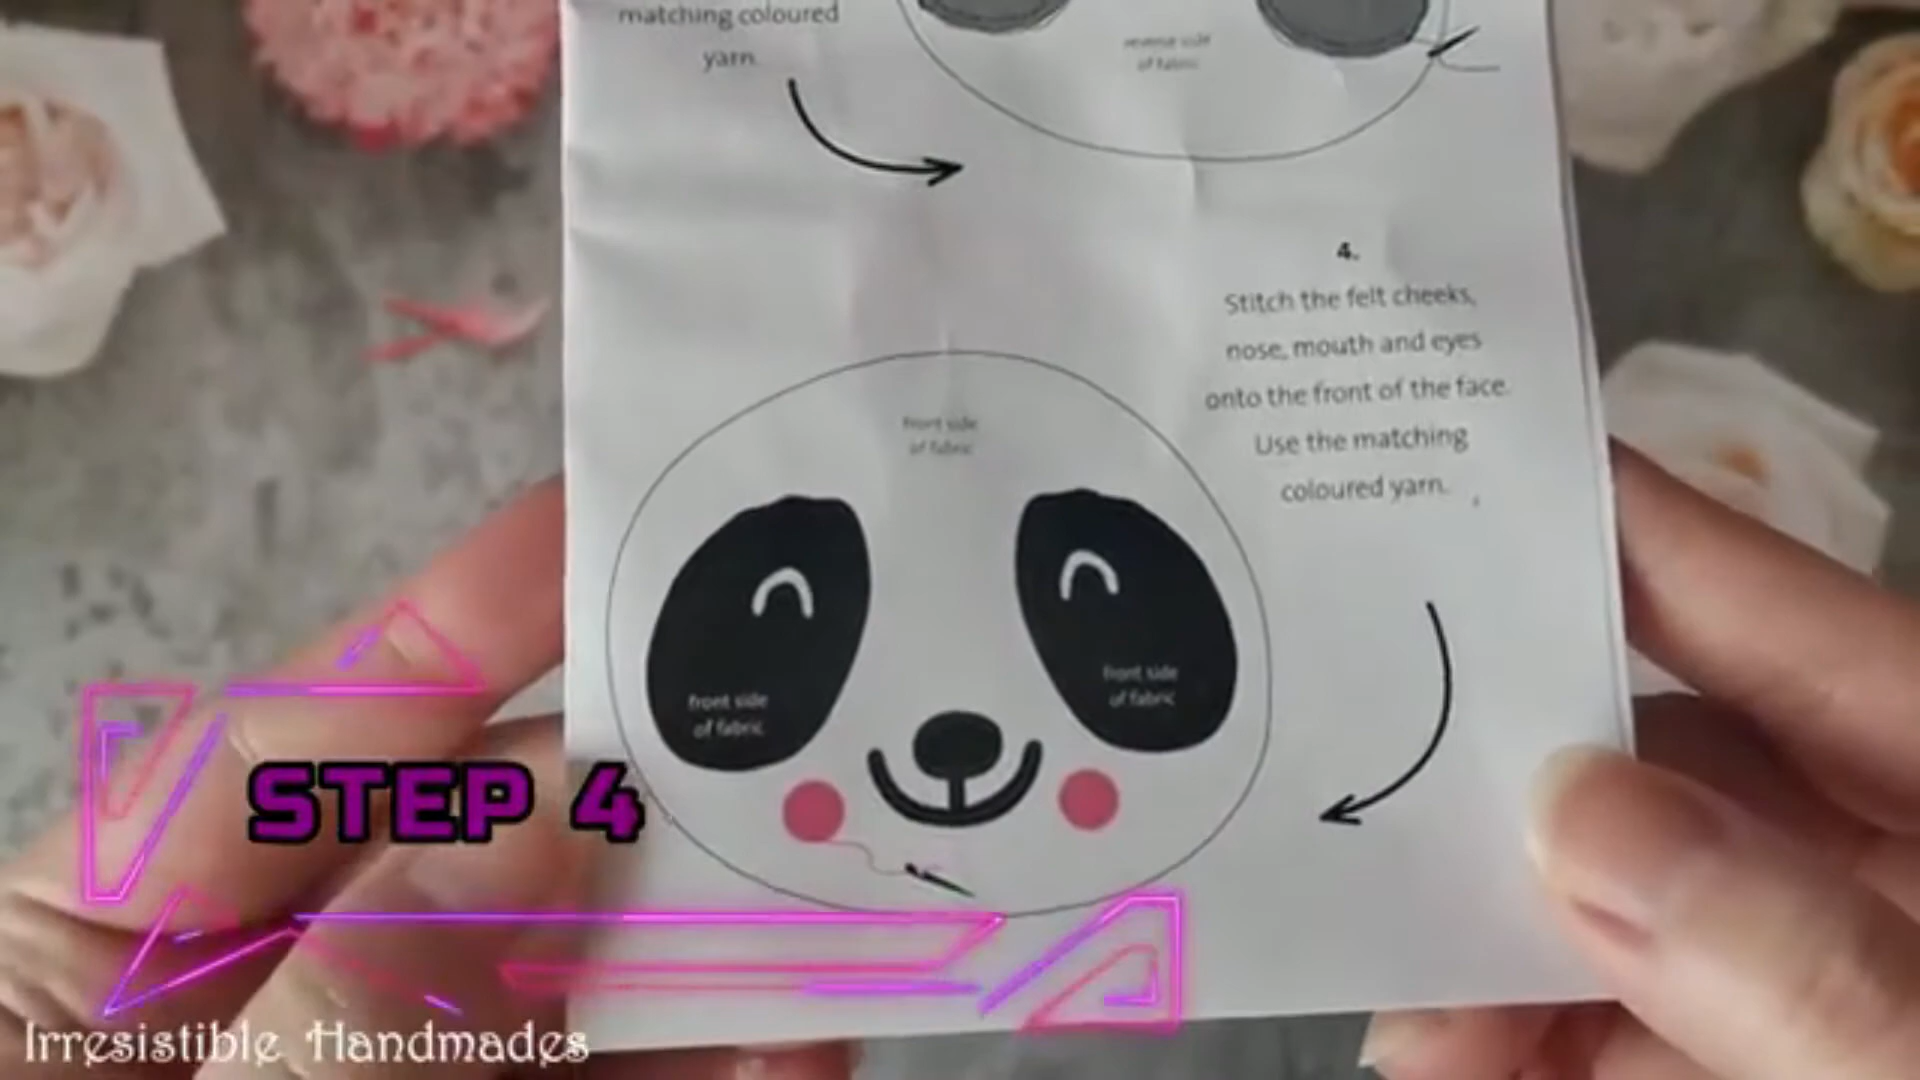 matching coloured
yarn.
reverse side
of fabric
4.
Stitch the felt cheeks,
nose, mouth and eyes
onto the front of the face.
Use the matching
coloured yarn.
front side
of fabric
front side
of fabric
front side
of fabric
STEP 4
Irresistible Handmades